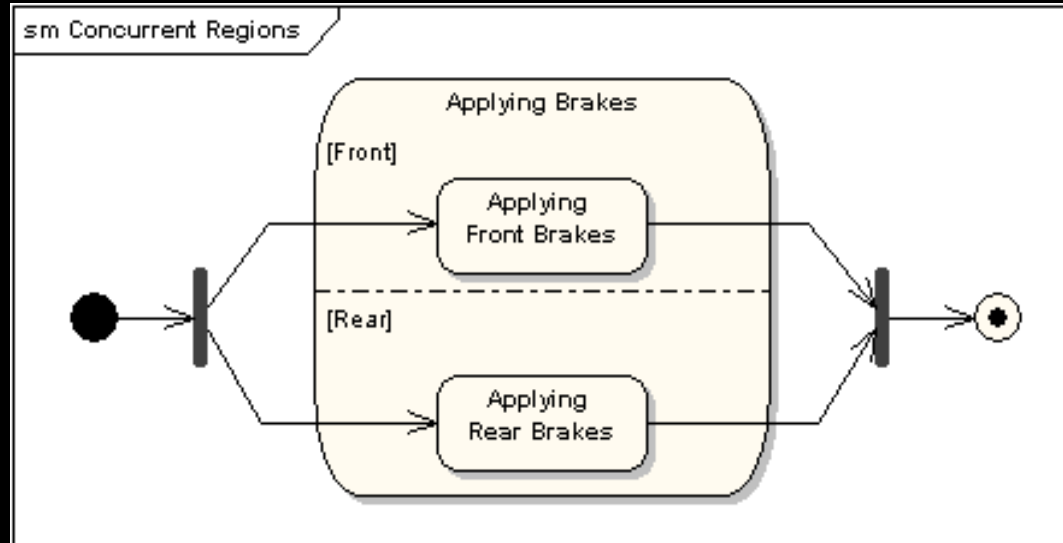 sm Concurrent Regions
Applying Brakes
[Front]
Applying
Front Brakes
[Rear]
Applying
Rear Brakes